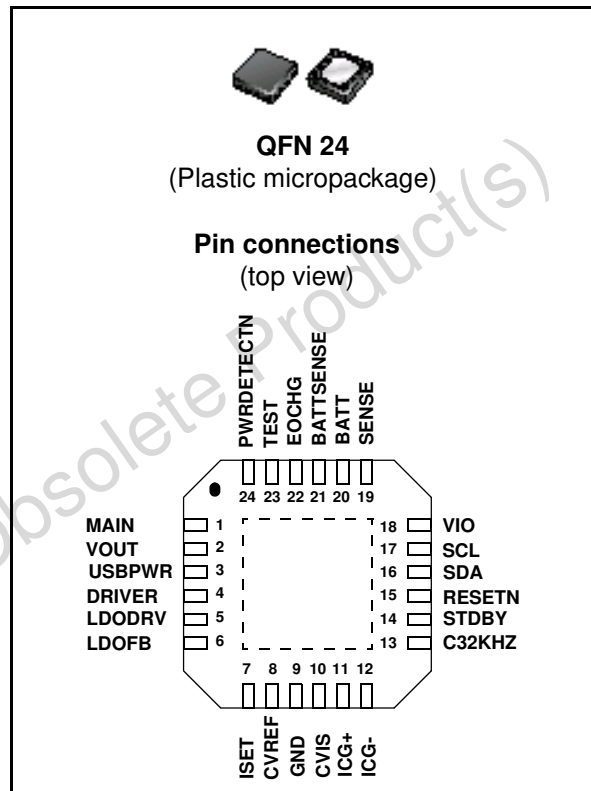 QFN 24
(Plastic micropackage)
Pin connections
(top view)
PWRDETECTN
TEST
EOCHG
BATTSENSE
BATT
SENSE
24 23 22 21 20 19
MAIN 1
VOUT 2
USBPWR 3
DRIVER 4
LDODRV 5
LDOFB 6
18 VIO
17 SCL
16 SDA
15 RESETN
14 STDBY
13 C32KHZ
7 8 9 10 11 12
ISET
CVREF
GND
CVIS
ICG+
ICG-
Obsolete Product(s)